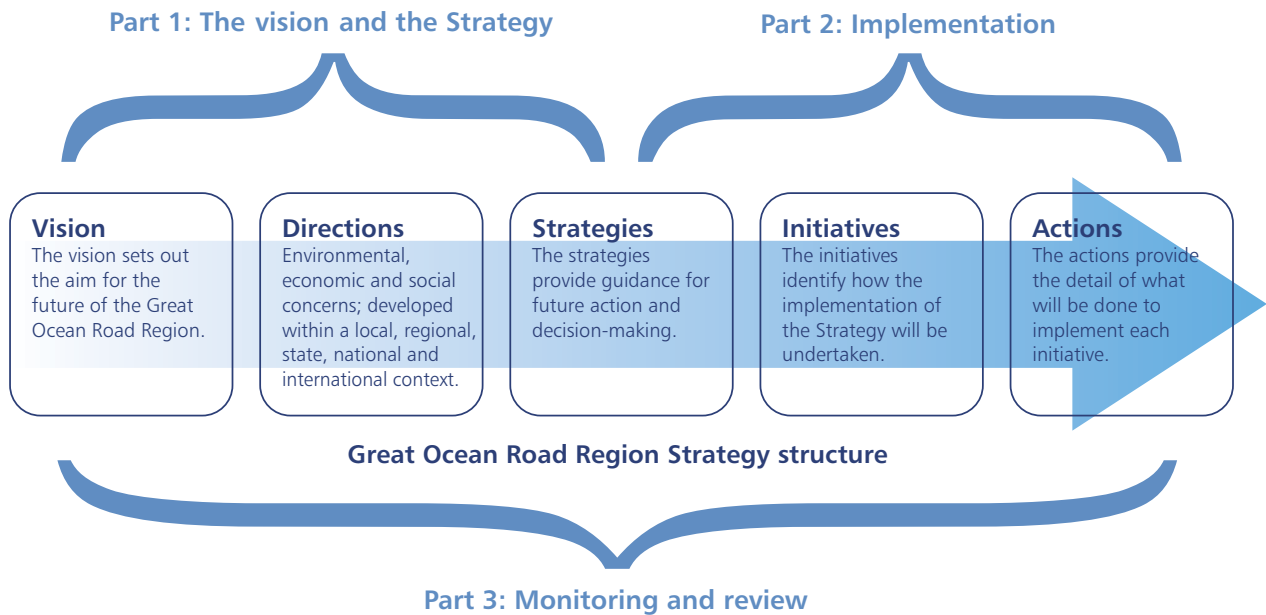 Part 1: The vision and the Strategy
Part 2: Implementation
Vision
The vision sets out
the aim for the
future of the Great
Ocean Road Region.
Directions
Environmental,
economic and social
concerns; developed
within a local, regional,
state, national and
international context.
Strategies
The strategies
provide guidance for
future action and
decision-making.
Initiatives
The initiatives
identify how the
implementation of
the Strategy will be
undertaken.
Actions
The actions provide
the detail of what
will be done to
implement each
initiative.
Great Ocean Road Region Strategy structure
Part 3: Monitoring and review